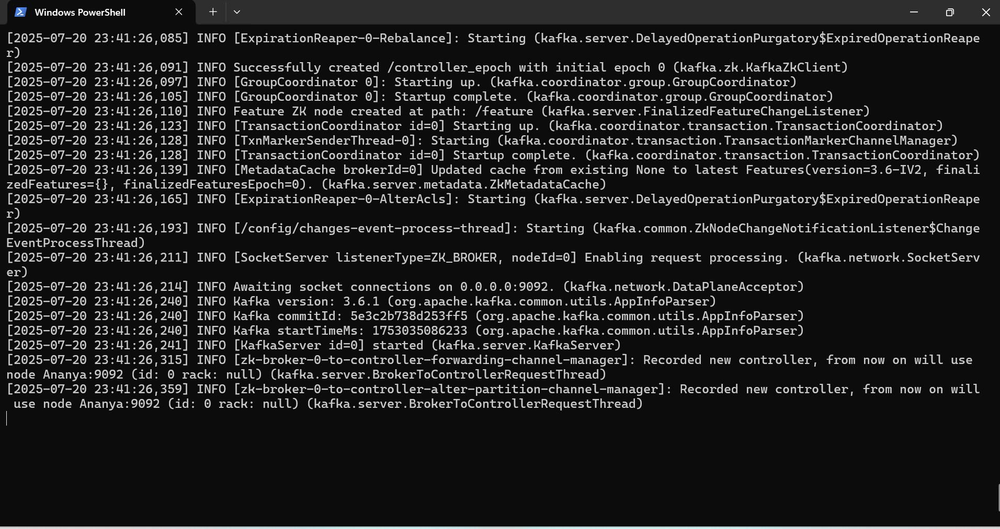 Windows PowerShell
[2025-07-20 23:41:26,085] INFO [ExpirationReaper-0-Rebalance]: Starting (kafka.server.DelayedOperationPurgatory$ExpiredOperationReape
r)
[2025-07-20 23:41:26,091] INFO Successfully created /controller_epoch with initial epoch 0 (kafka.zk.KafkaZkClient)
[2025-07-20 23:41:26,097] INFO [GroupCoordinator 0]: Starting up. (kafka.coordinator.group.GroupCoordinator)
[2025-07-20 23:41:26,105] INFO [GroupCoordinator 0]: Startup complete. (kafka.coordinator.group.GroupCoordinator)
[2025-07-20 23:41:26,110] INFO Feature ZK node created at path: /feature (kafka.server.FinalizedFeatureChangeListener)
[2025-07-20 23:41:26,123] INFO [TransactionCoordinator id=0] Starting up. (kafka.coordinator.transaction.TransactionCoordinator)
[2025-07-20 23:41:26,128] INFO [TxnMarkerSenderThread-0]: Starting (kafka.coordinator.transaction.TransactionMarkerChannelManager)
[2025-07-20 23:41:26,128] INFO [TransactionCoordinator id=0] Startup complete. (kafka.coordinator.transaction.TransactionCoordinator)
[2025-07-20 23:41:26,139] INFO [MetadataCache brokerId=0] Updated cache from existing None to latest Features(version=3.6-IV2, finali
zedFeatures={}, finalizedFeaturesEpoch=0). (kafka.server.metadata.ZkMetadataCache)
[2025-07-20 23:41:26,165] INFO [ExpirationReaper-0-AlterAcls]: Starting (kafka.server.DelayedOperationPurgatory$ExpiredOperationReape
r)
[2025-07-20 23:41:26,193] INFO [/config/changes-event-process-thread]: Starting (kafka.common.ZkNodeChangeNotificationListener$Change
EventProcessThread)
[2025-07-20 23:41:26,211] INFO [SocketServer listenerType=ZK_BROKER, nodeId=0] Enabling request processing. (kafka.network.SocketServ
er)
[2025-07-20 23:41:26,214] INFO Awaiting socket connections on 0.0.0.0:9092. (kafka.network.DataPlaneAcceptor)
[2025-07-20 23:41:26,240] INFO Kafka version: 3.6.1 (org.apache.kafka.common.utils.AppInfoParser)
[2025-07-20 23:41:26,240] INFO Kafka commitId: 5e3c2b738d253ff5 (org.apache.kafka.common.utils.AppInfoParser)
[2025-07-20 23:41:26,240] INFO Kafka startTimeMs: 1753035086233 (org.apache.kafka.common.utils.AppInfoParser)
[2025-07-20 23:41:26,241] INFO [KafkaServer id=0] started (kafka.server.KafkaServer)
[2025-07-20 23:41:26,315] INFO [zk-broker-0-to-controller-forwarding-channel-manager]: Recorded new controller, from now on will use
node Ananya:9092 (id: 0 rack: null) (kafka.server.BrokerToControllerRequestThread)
[2025-07-20 23:41:26,359] INFO [zk-broker-0-to-controller-alter-partition-channel-manager]: Recorded new controller, from now on will
 use node Ananya:9092 (id: 0 rack: null) (kafka.server.BrokerToControllerRequestThread)